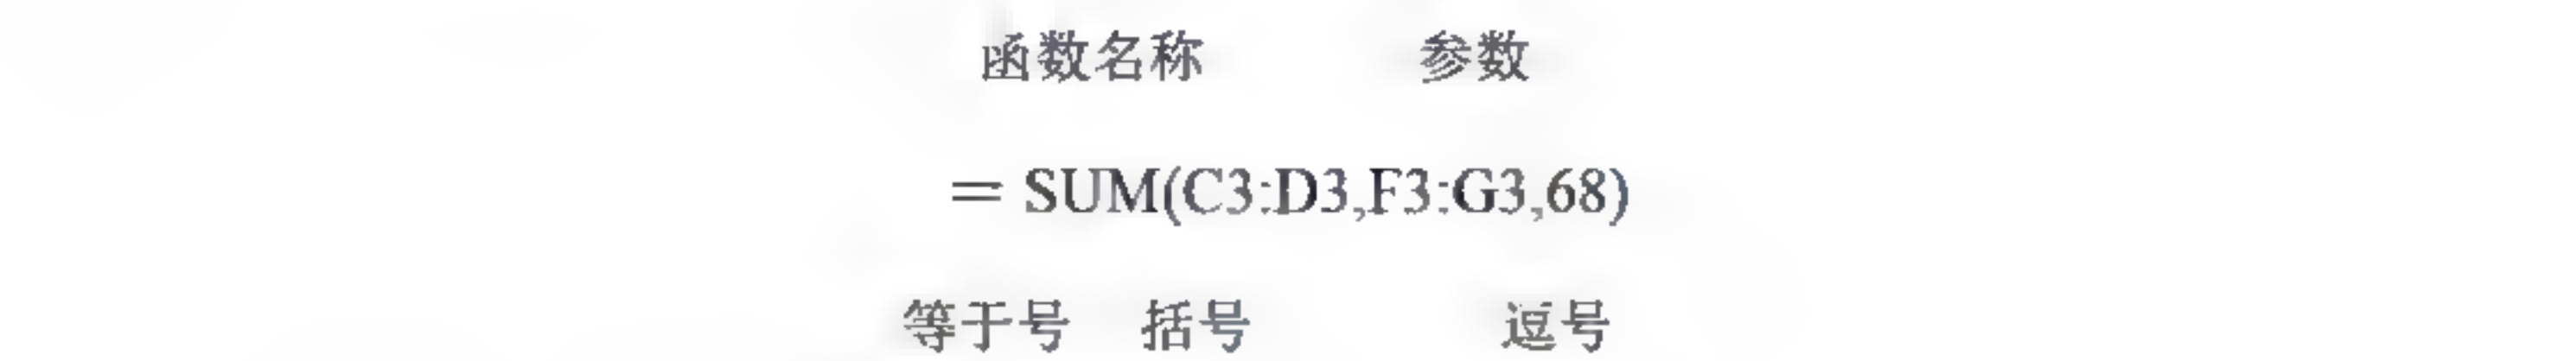 函数名称 参数
= SUM(C3:D3,F3:G3,68)
等于号 括号 逗号